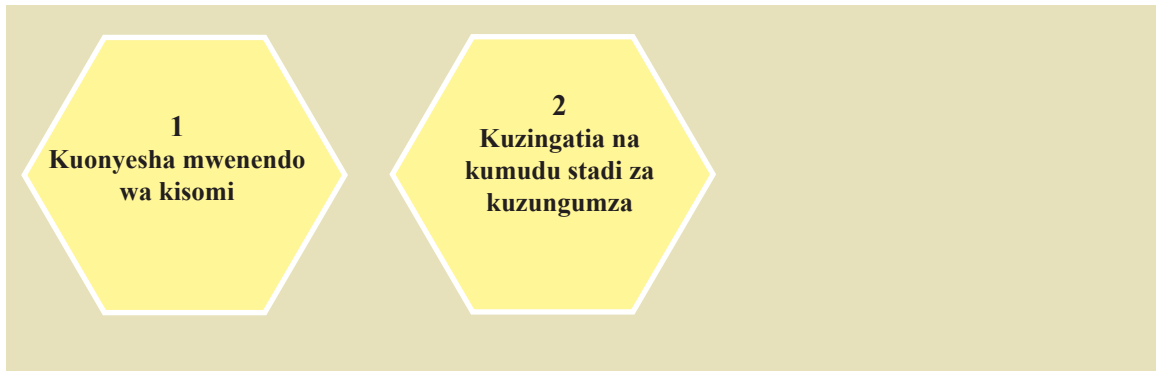 1
Kuonyesha mwenendo
wa kisomi
2
Kuzingatia na
kumudu stadi za
kuzungumza